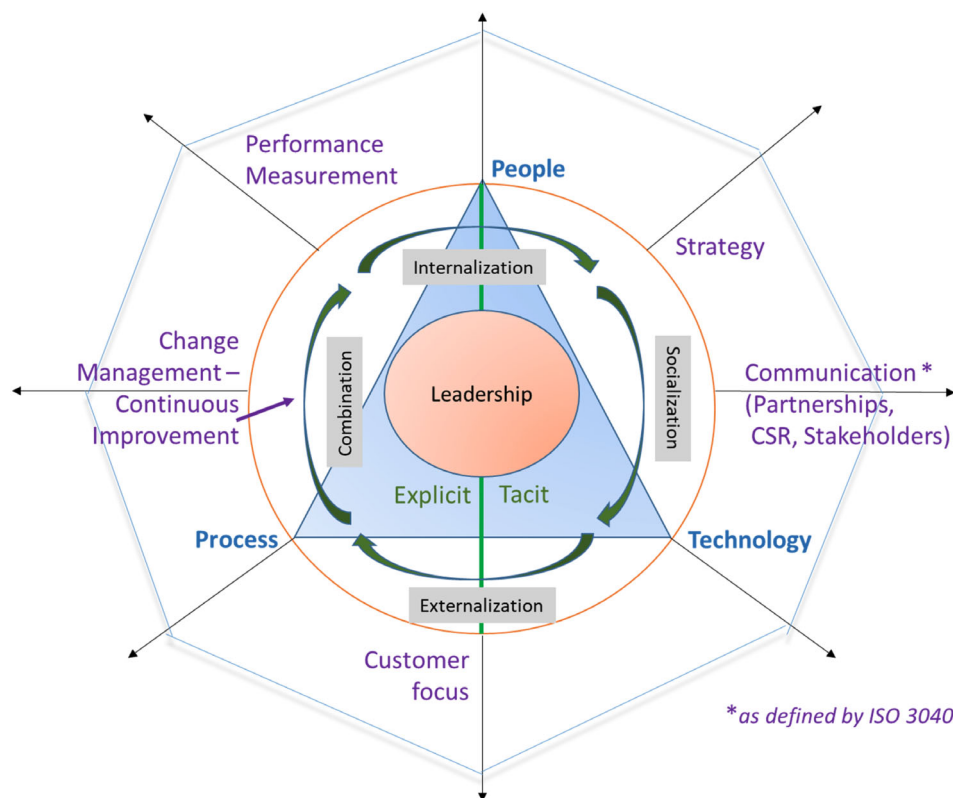 Performance
Measurement
People
Strategy
Internalization
Change
Management –
Continuous
Improvement
Combination
Leadership
Socialization
Communication *
(Partnerships,
CSR, Stakeholders)
Explicit
Tacit
Process
Technology
Externalization
Customer
focus
*as defined by ISO 3040